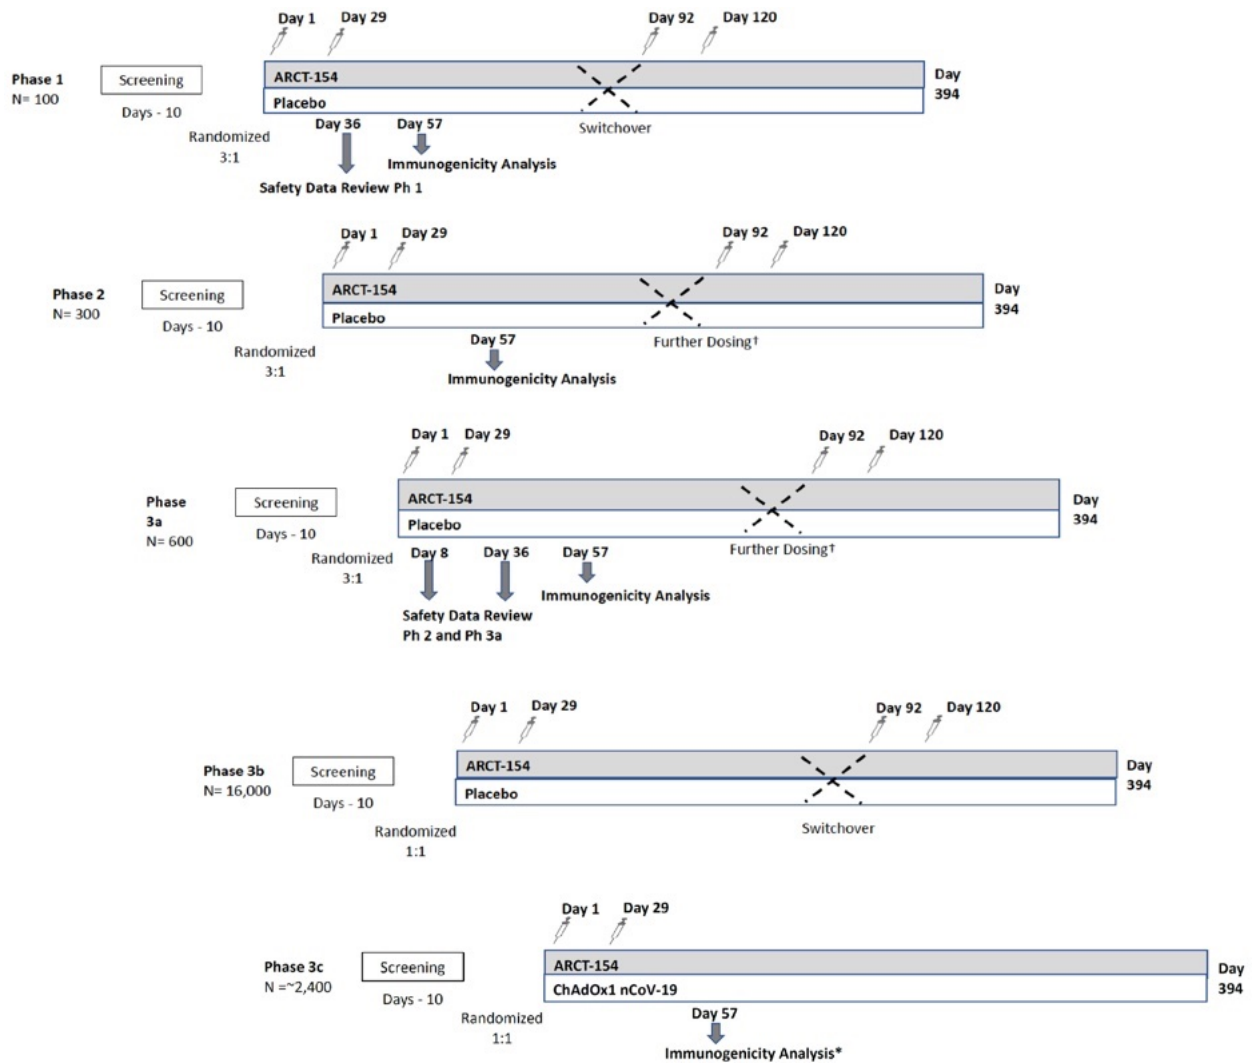 Day 1 Day 29 Day 92 Day 120
Phase 1
N= 100
Screening
Days - 10
Randomized
3:1
ARCT-154
Placebo
Day
394
Switchover
Day 36 Day 57
Immunogenicity Analysis
Safety Data Review Ph 1
Day 1 Day 29 Day 92 Day 120
Phase 2
N= 300
Screening
Days - 10
Randomized
3:1
ARCT-154
Placebo
Day
394
Further Dosing†
Day 57
Immunogenicity Analysis
Day 1 Day 29 Day 92 Day 120
Phase
3a
N= 600
Screening
Days - 10
Randomized
3:1
ARCT-154
Placebo
Day
394
Further Dosing†
Day 8 Day 36 Day 57
Immunogenicity Analysis
Safety Data Review
Ph 2 and Ph 3a
Day 1 Day 29 Day 92 Day 120
Phase 3b
N= 16,000
Screening
Days - 10
Randomized
1:1
ARCT-154
Placebo
Day
394
Switchover
Day 1 Day 29
Phase 3c
N =~2,400
Screening
Days - 10
Randomized
1:1
ARCT-154
ChAdOx1 nCoV-19
Day
394
Day 57
Immunogenicity Analysis*